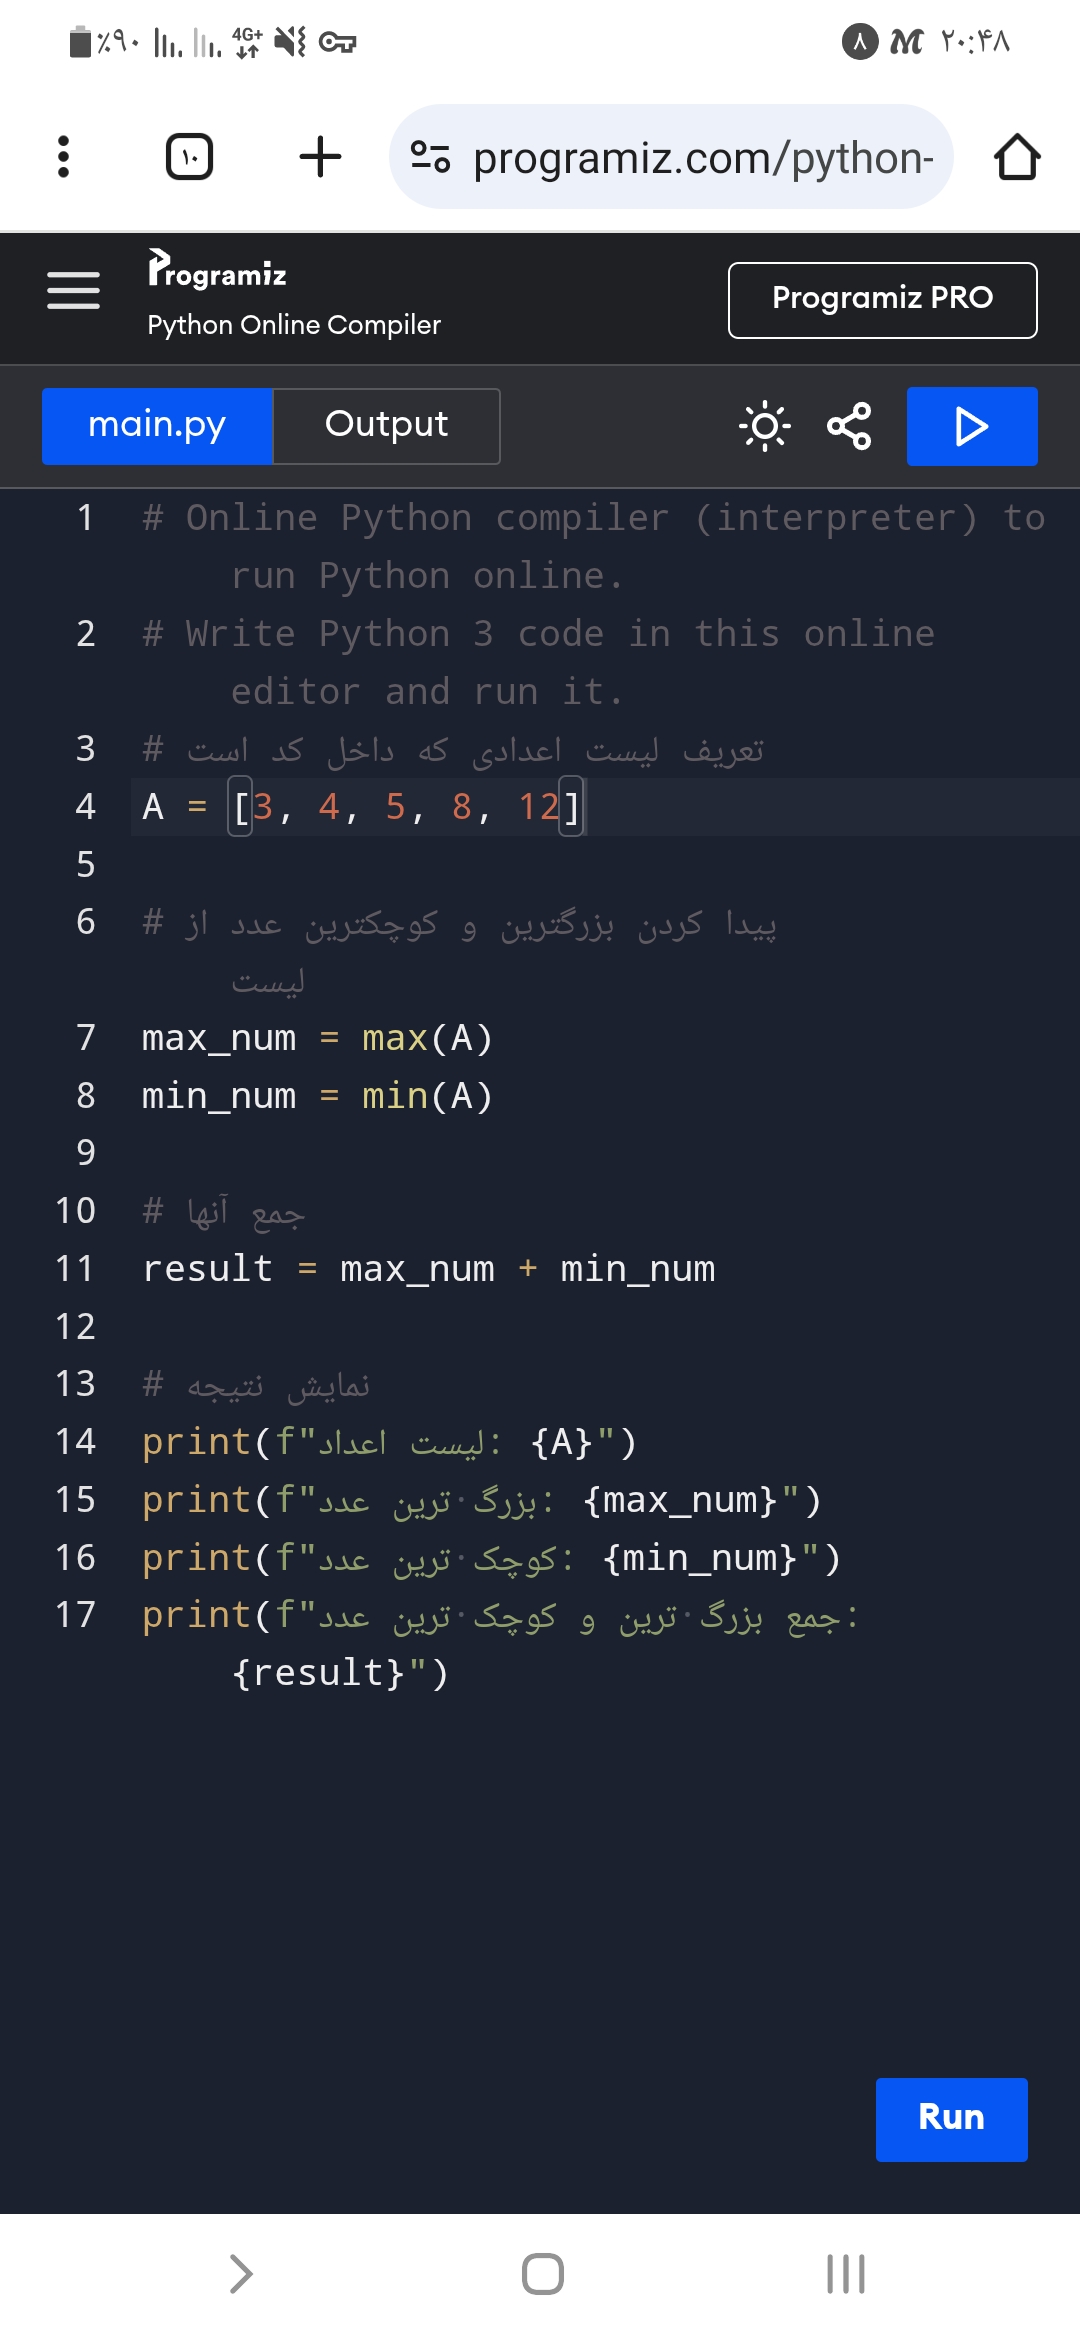 ٪۹۰ 4G+ ۸ M ۲۰:۴۸
۱۰ programiz.com/python-
Programiz
Python Online Compiler
Programiz PRO
main.py Output
1 # Online Python compiler (interpreter) to
run Python online.
2 # Write Python 3 code in this online
editor and run it.
3 # تعریف لیست اعدادی که داخل کد است
4 A = [3, 4, 5, 8, 12]
5
6 # پیدا کردن بزرگترین و کوچکترین عدد از
لیست
7 max_num = max(A)
8 min_num = min(A)
9
10 # جمع آنها
11 result = max_num + min_num
12
13 # نمایش نتیجه
14 print(f"لیست اعداد: {A}")
15 print(f"بزرگ·ترین عدد: {max_num}")
16 print(f"کوچک·ترین عدد: {min_num}")
17 print(f"جمع بزرگ·ترین و کوچک·ترین عدد:
{result}")
Run